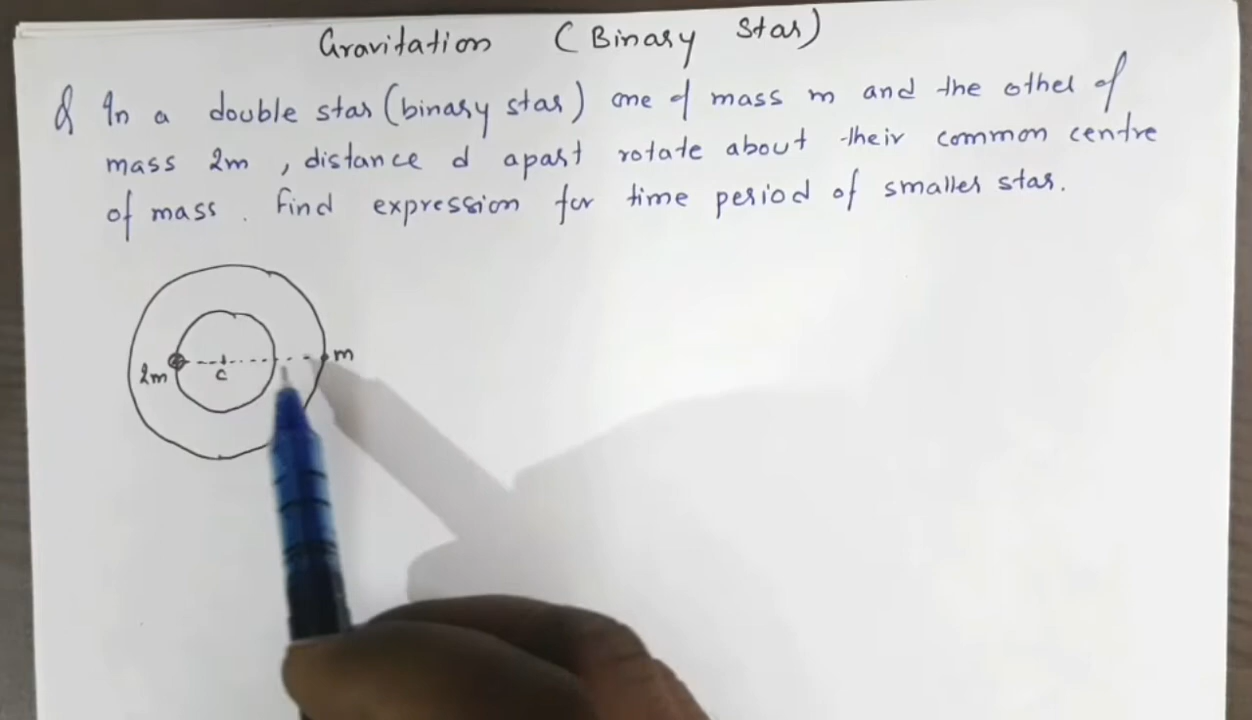 Gravitation (Binary Star)
Q In a double star (binary star) one of mass m and the other of
mass 2m , distance d apart rotate about their common centre
of mass . Find expression for time period of smaller star.
2m c m